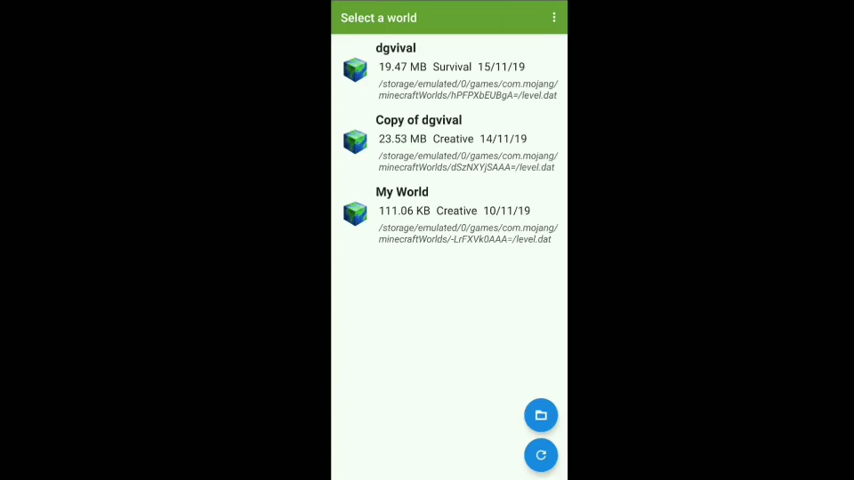 Select a world
dgvival
19.47 MB Survival 15/11/19
/storage/emulated/0/games/com.mojang/
minecraftWorlds/hPFPXbEUBgA=/level.dat
Copy of dgvival
23.53 MB Creative 14/11/19
/storage/emulated/0/games/com.mojang/
minecraftWorlds/dSzNXYjSAAA=/level.dat
My World
111.06 KB Creative 10/11/19
/storage/emulated/0/games/com.mojang/
minecraftWorlds/-LrFXVk0AAA=/level.dat